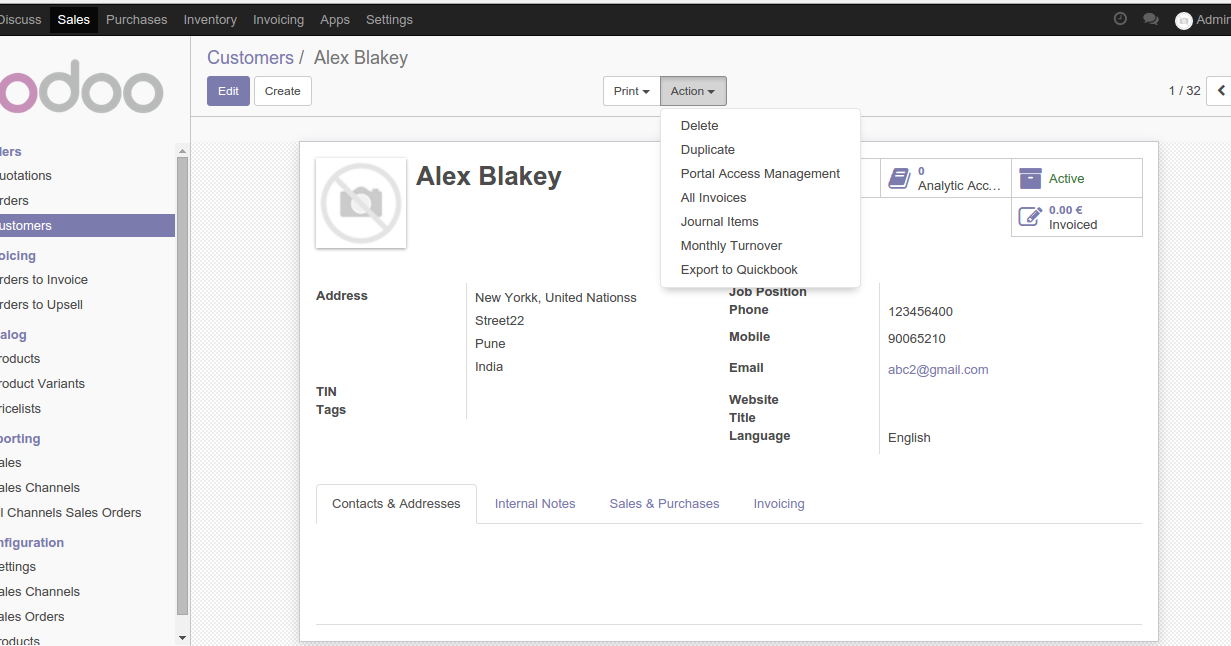 Discuss Sales Purchases Inventory Invoicing Apps Settings
Customers / Alex Blakey
Edit Create Print Action 1 / 32
odoo
Delete
Duplicate
Portal Access Management
All Invoices
Journal Items
Monthly Turnover
Export to Quickbook
ders
uotations
rders
ustomers
oicing
rders to Invoice
rders to Upsell
alog
roducts
roduct Variants
ricelists
porting
ales
ales Channels
l Channels Sales Orders
nfiguration
ettings
ales Channels
ales Orders
roducts
Alex Blakey
0
Analytic Acc...
Active
0.00 €
Invoiced
Address
New Yorkk, United Nationss
Street22
Pune
India
TIN
Tags
Job Position
Phone 123456400
Mobile 90065210
Email abc2@gmail.com
Website
Title
Language English
Contacts & Addresses Internal Notes Sales & Purchases Invoicing